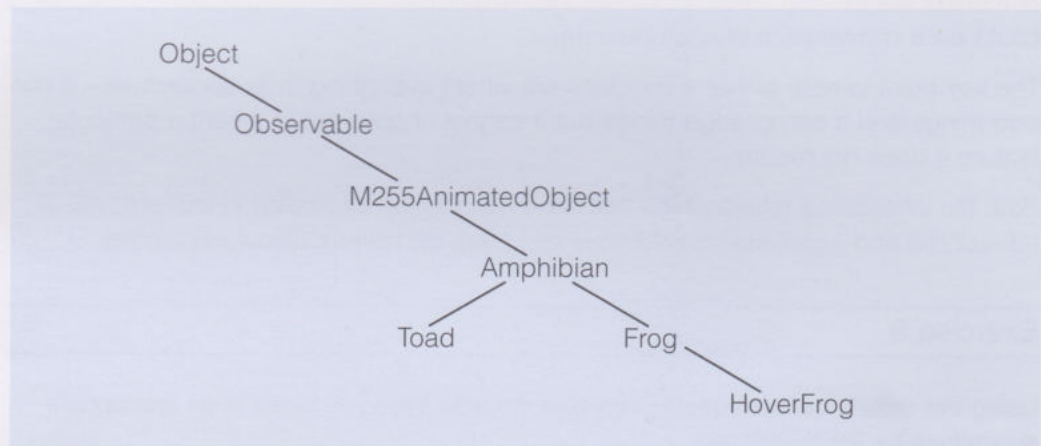 Object
Observable
M255AnimatedObject
Amphibian
Toad Frog
HoverFrog